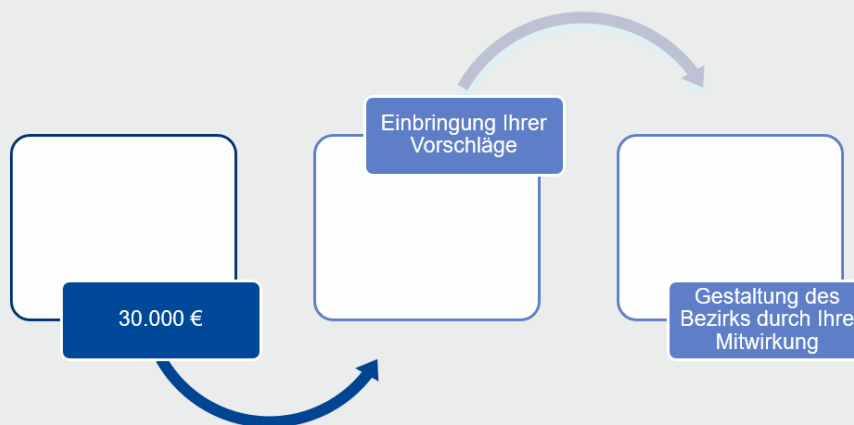 30.000 €
Einbringung Ihrer
Vorschläge
Gestaltung des
Bezirks durch Ihre
Mitwirkung